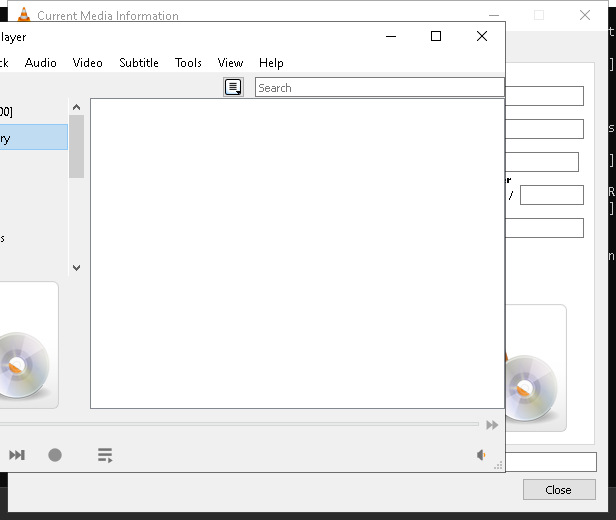 Current Media Information
layer
ck Audio Video Subtitle Tools View Help
Search
00]
ry
s
r
/
Close
t
]
s
]
R
]
n